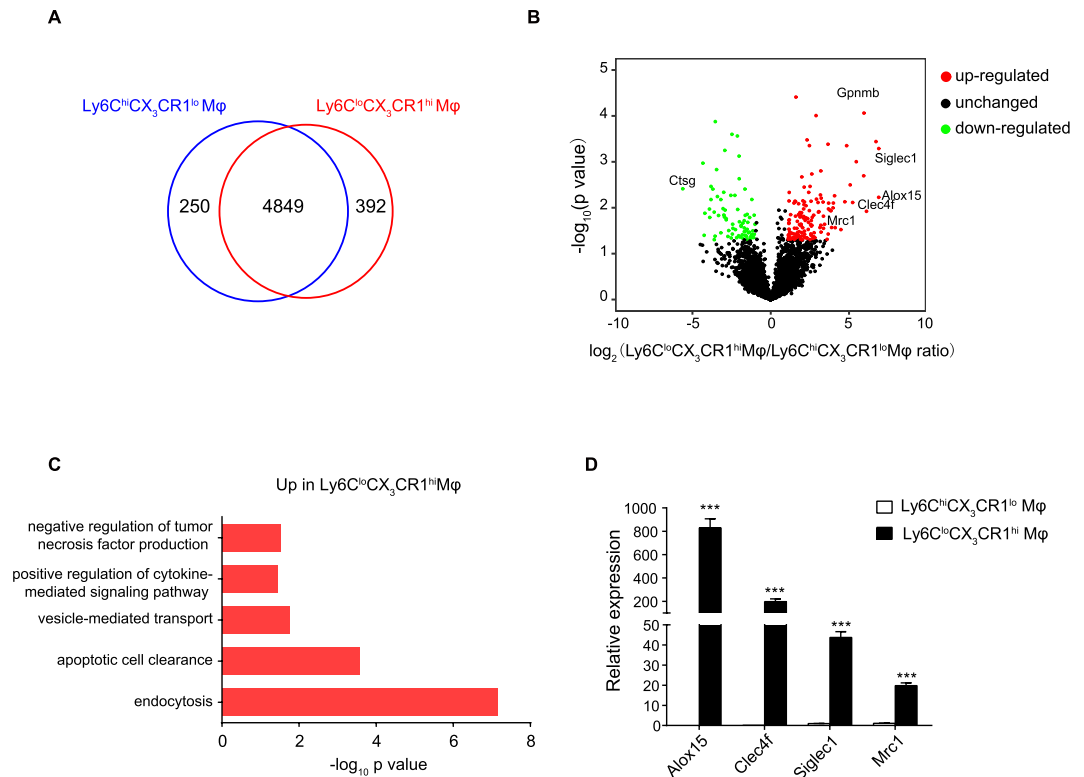 A
Ly6ChiCX3CR1lo Mφ
Ly6CloCX3CR1hi Mφ
250
4849
392
B
5
4
3
2
1
0
-log10(p value)
Gpnmb
Siglec1
Alox15
Clec4f
Mrc1
Ctsg
-10
-5
0
5
10
log2(Ly6CloCX3CR1hiMφ/Ly6ChiCX3CR1loMφ ratio)
up-regulated
unchanged
down-regulated
C
Up in Ly6CloCX3CR1hiMφ
negative regulation of tumor
necrosis factor production
positive regulation of cytokine-
mediated signaling pathway
vesicle-mediated transport
apoptotic cell clearance
endocytosis
0
2
4
6
8
-log10 p value
D
Ly6ChiCX3CR1lo Mφ
Ly6CloCX3CR1hi Mφ
Relative expression
1000
800
600
400
200
50
40
30
20
10
0
***
***
***
***
Alox15
Clec4f
Siglec1
Mrc1